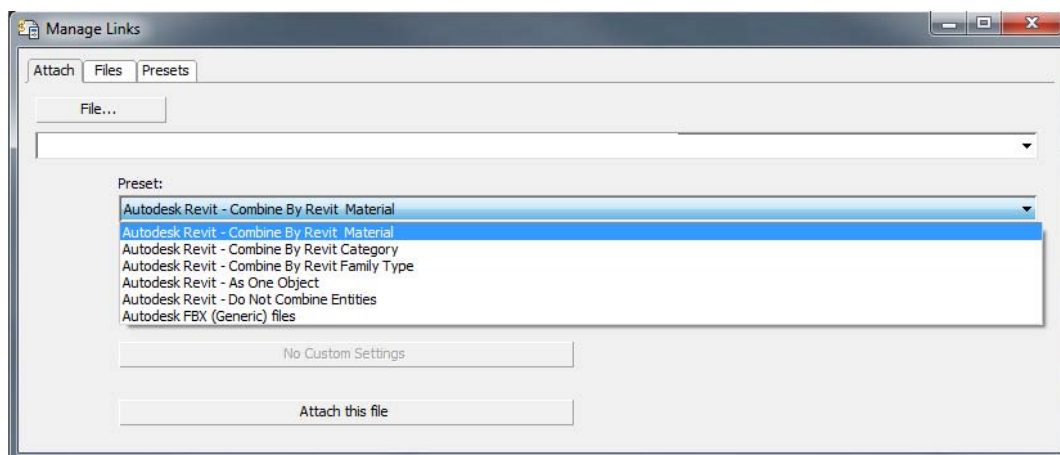 Manage Links
Attach Files Presets
File...
Preset:
Autodesk Revit - Combine By Revit  Material
Autodesk Revit - Combine By Revit  Material
Autodesk Revit - Combine By Revit Category
Autodesk Revit - Combine By Revit Family Type
Autodesk Revit - As One Object
Autodesk Revit - Do Not Combine Entities
Autodesk FBX (Generic) files
No Custom Settings
Attach this file